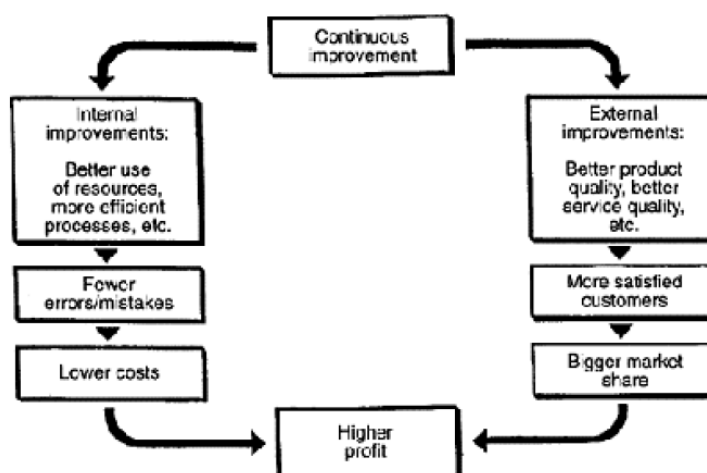 Continuous
improvement
Internal
improvements:
Better use
of resources,
more efficient
processes, etc.
Fewer
errors/mistakes
Lower costs
External
improvements:
Better product
quality, better
service quality,
etc.
More satisfied
customers
Bigger market
share
Higher
profit